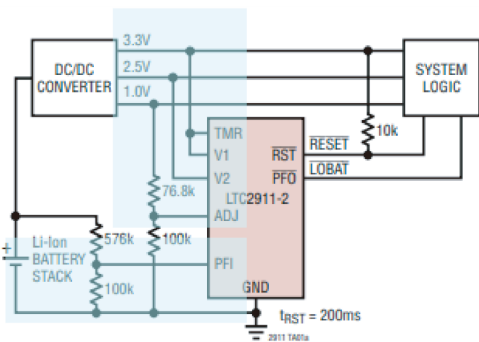 3.3V
DC/DC
CONVERTER
2.5V
1.0V
SYSTEM
LOGIC
TMR
10k
V1
RST
RESET
V2
PFO
LOBAT
76.8k
LTC2911-2
ADJ
Li-Ion
BATTERY
STACK
576k
100k
PFI
100k
GND
tRST = 200ms
2911 TA01a
+